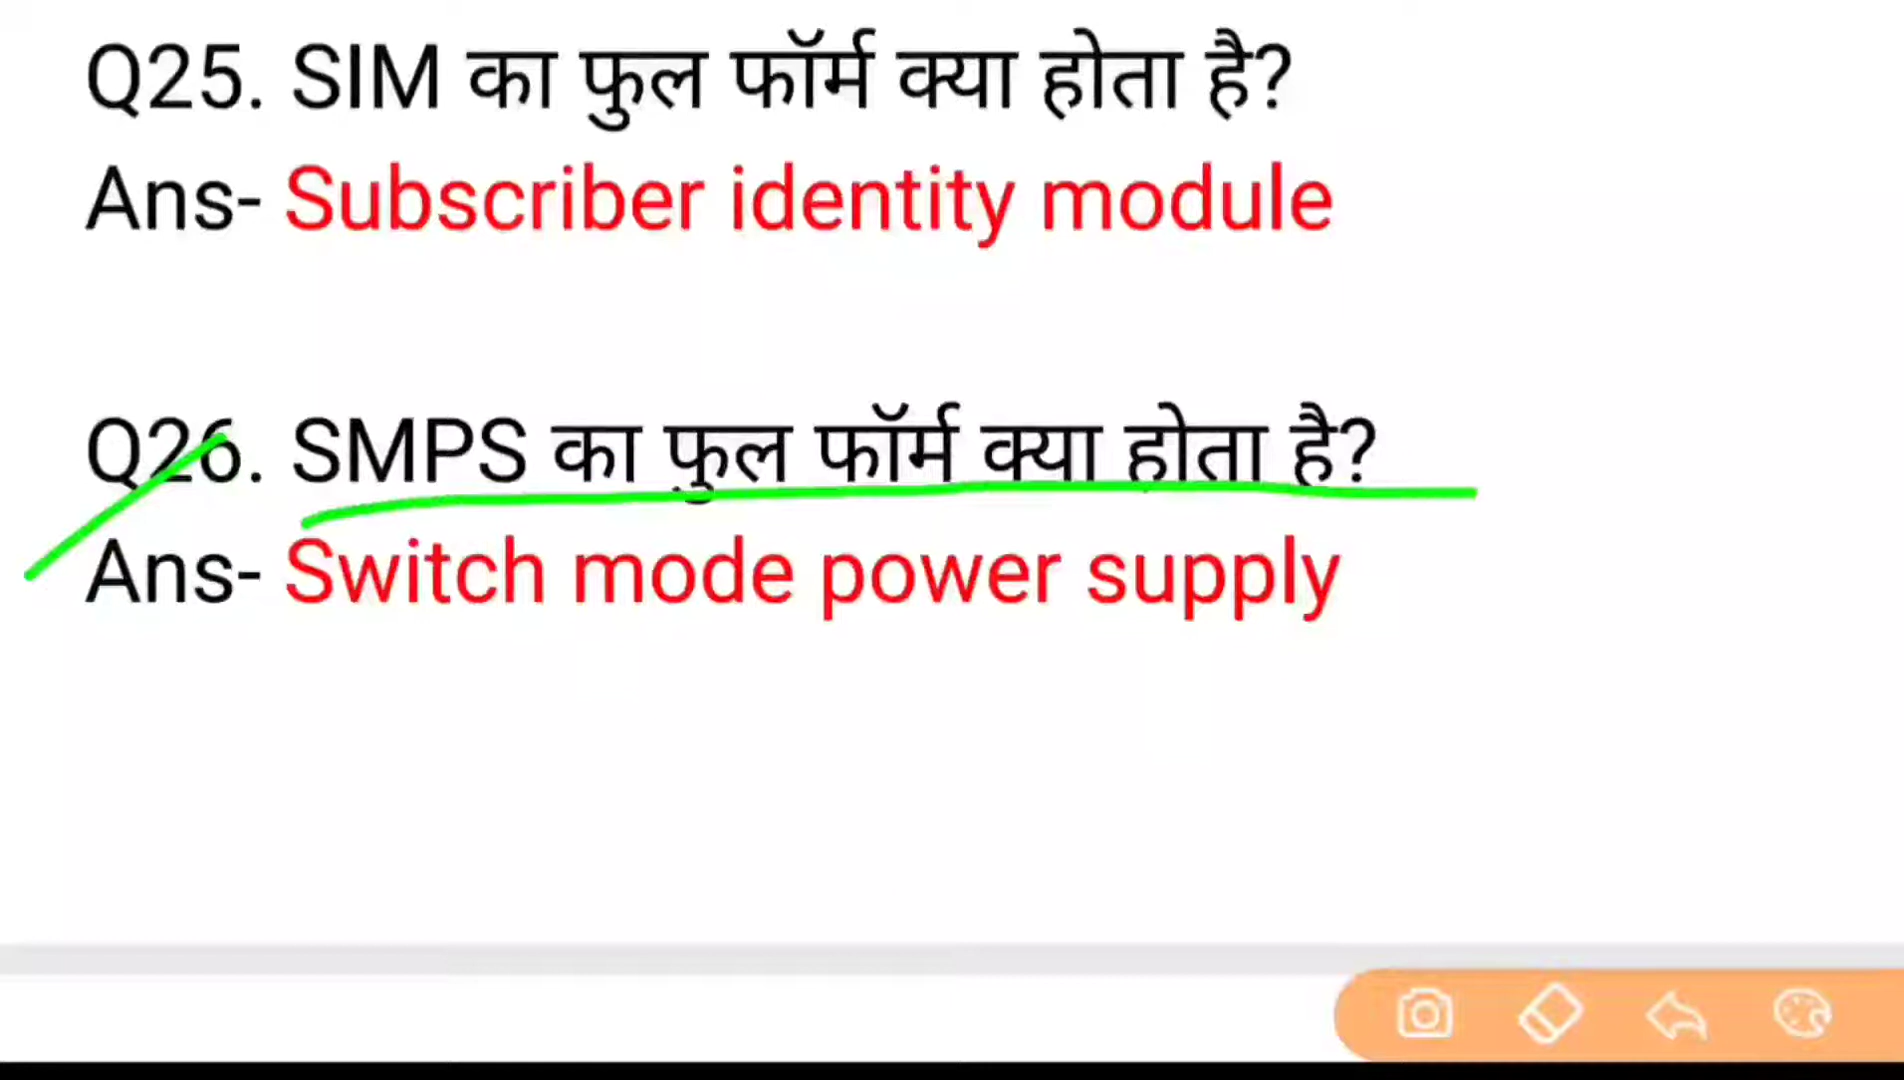 Q25. SIM का फुल फॉर्म क्या होता है?
Ans- Subscriber identity module
Q26. SMPS का फुल फॉर्म क्या होता है?
Ans- Switch mode power supply